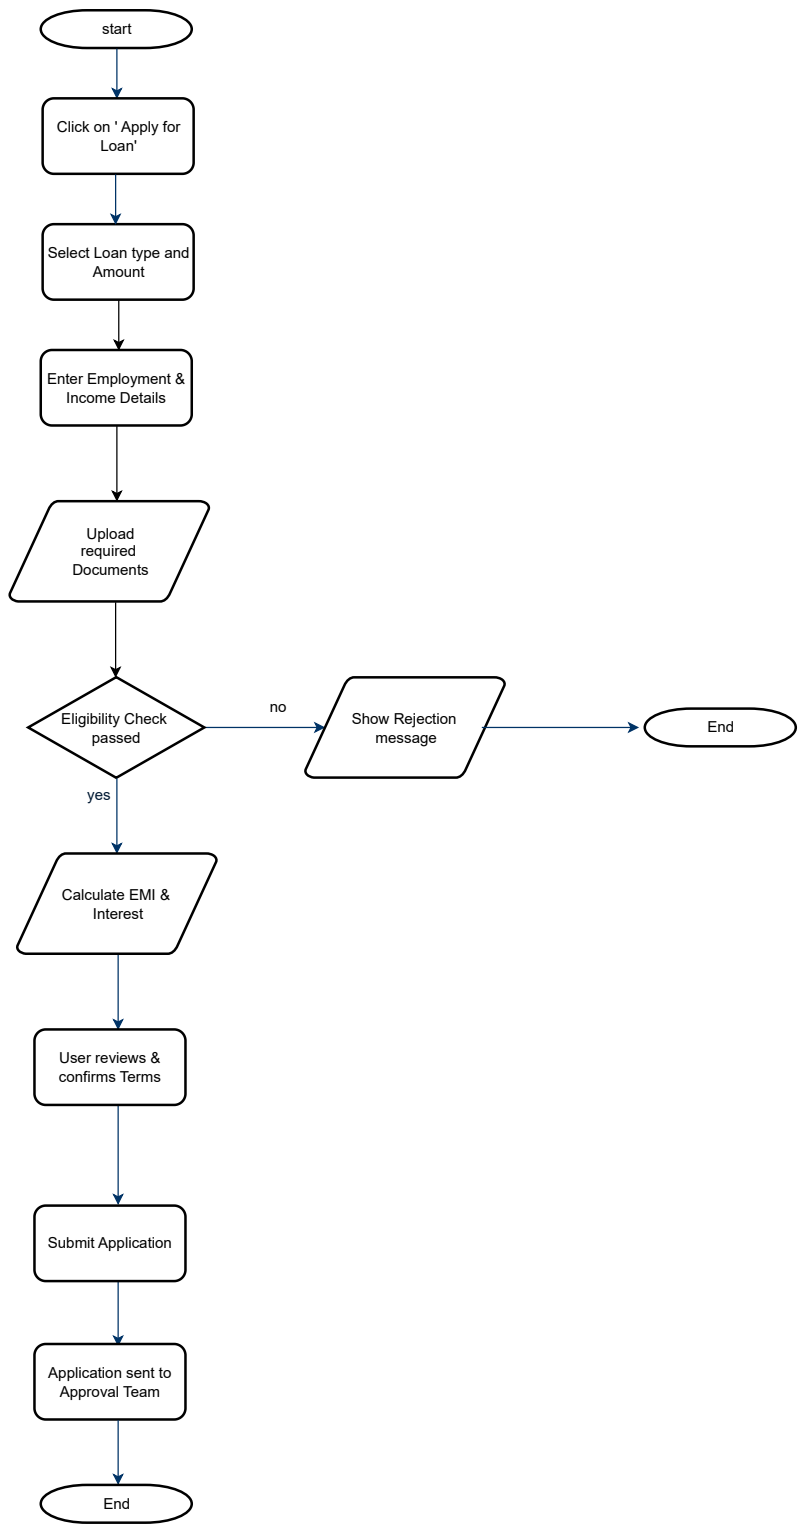 start
Click on ' Apply for
Loan'
Select Loan type and
Amount
Enter Employment &
Income Details
Upload
required
Documents
Eligibility Check
passed
no
Show Rejection
message
End
yes
Calculate EMI &
Interest
User reviews &
confirms Terms
Submit Application
Application sent to
Approval Team
End